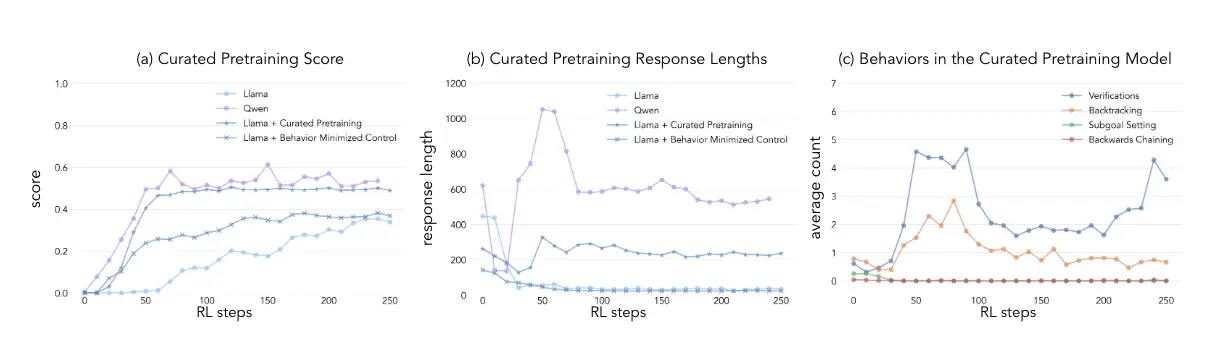 (a) Curated Pretraining Score
score
1.0
0.8
0.6
0.4
0.2
0.0
Llama
Qwen
Llama + Curated Pretraining
Llama + Behavior Minimized Control
0
50
100
150
200
250
RL steps
(b) Curated Pretraining Response Lengths
response length
1200
1000
800
600
400
200
0
Llama
Qwen
Llama + Curated Pretraining
Llama + Behavior Minimized Control
0
50
100
150
200
250
RL steps
(c) Behaviors in the Curated Pretraining Model
average count
7
6
5
4
3
2
1
0
Verifications
Backtracking
Subgoal Setting
Backwards Chaining
0
50
100
150
200
250
RL steps